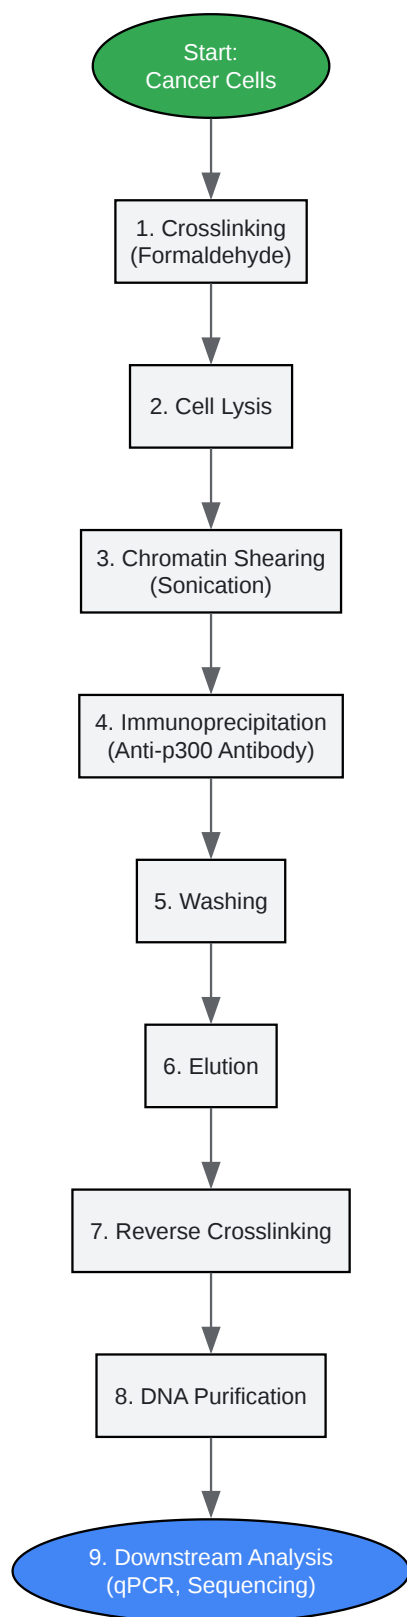 Start:
Cancer Cells
1. Crosslinking
(Formaldehyde)
2. Cell Lysis
3. Chromatin Shearing
(Sonication)
4. Immunoprecipitation
(Anti-p300 Antibody)
5. Washing
6. Elution
7. Reverse Crosslinking
8. DNA Purification
9. Downstream Analysis
(qPCR, Sequencing)